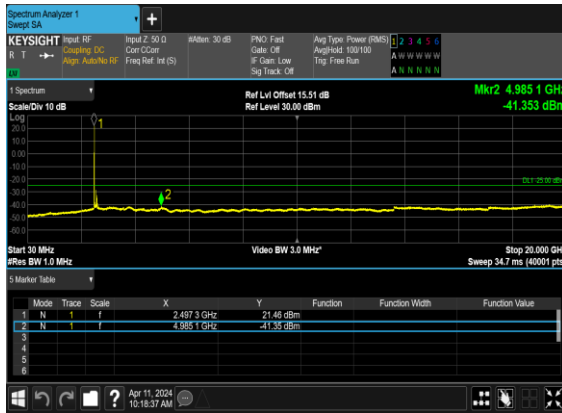 Spectrum Analyzer 1
Swept SA
+
KEYSIGHT Input: RF Input Z: 50 Ω #Atten: 30 dB PNO: Fast Avg Type: Power (RMS) 1 2 3 4 5 6
R T Coupling: DC Corr CCorr Gate: Off Avg|Hold: 100/100 A W W W W W
Align: Auto/No RF Freq Ref: Int (S) IF Gain: Low Trig: Free Run
Sig Track: Off A N N N N N
1 Spectrum Ref Lvl Offset 15.51 dB Mkr2 4.985 1 GHz
Scale/Div 10 dB Ref Level 30.00 dBm -41.353 dBm
Log
20.0
10.0
0.00
-10.0
-20.0
-30.0
-40.0
-50.0
-60.0
1
2
DL1 -25.00 dBm
Start 30 MHz Video BW 3.0 MHz* Stop 20.000 GHz
#Res BW 1.0 MHz Sweep 34.7 ms (40001 pts)
5 Marker Table
Mode Trace Scale X Y Function Function Width Function Value
1 N 1 f 2.497 3 GHz 21.46 dBm
2 N 1 f 4.985 1 GHz -41.35 dBm
3
4
5
6
? Apr 11, 2024
10:18:37 AM